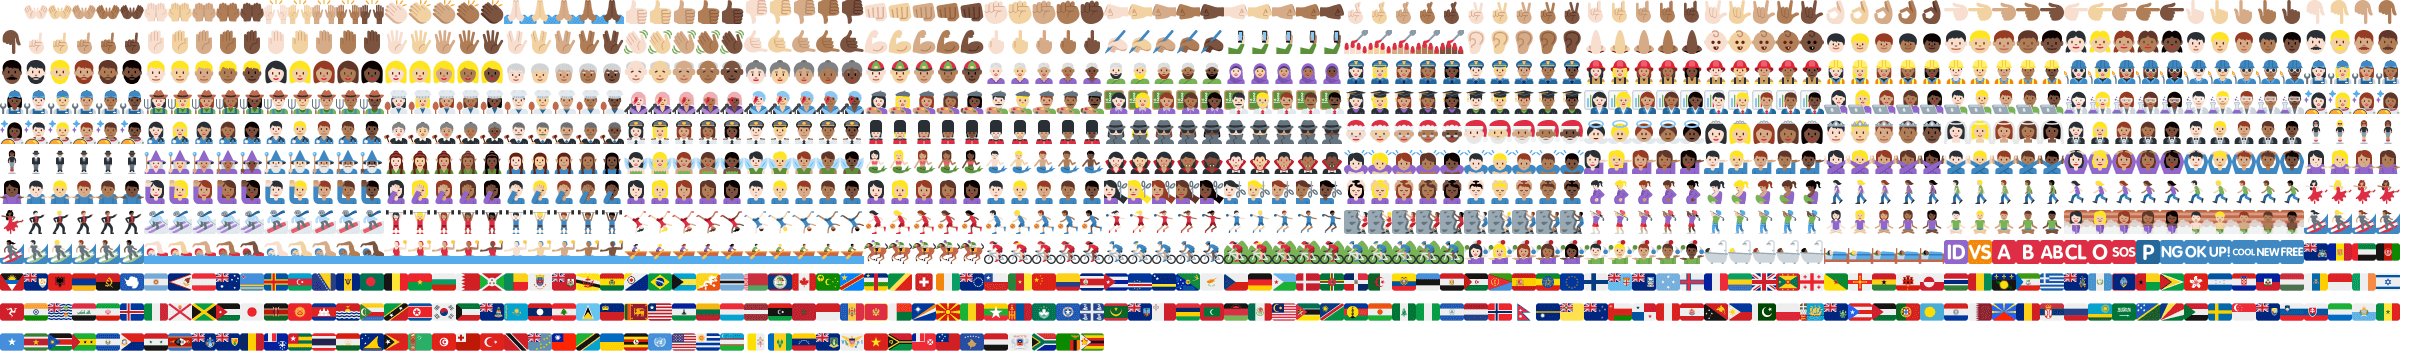 ID VS A B AB CL O SOS P NG OK UP! COOL NEW FREE